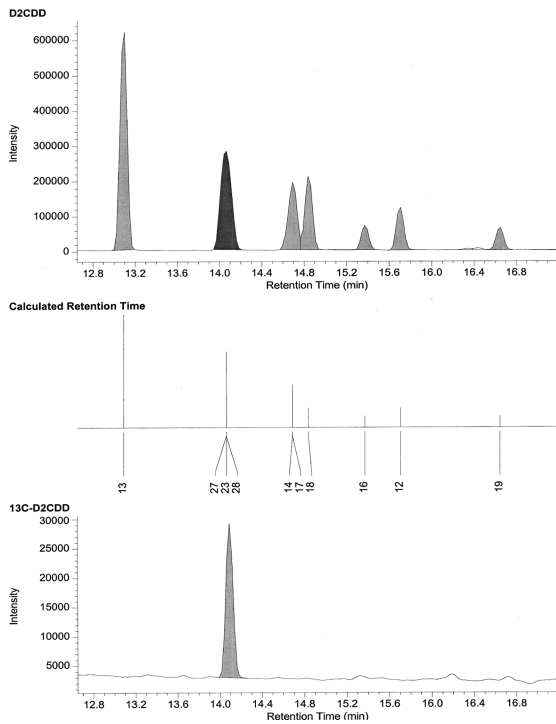 D2CDD
600000
500000
400000
300000
200000
100000
0
Intensity
12.8 13.2 13.6 14.0 14.4 14.8 15.2 15.6 16.0 16.4 16.8
Retention Time (min)
Calculated Retention Time
13 27 23 28 14 17 18 16 12 19
13C-D2CDD
30000
25000
20000
15000
10000
5000
Intensity
12.8 13.2 13.6 14.0 14.4 14.8 15.2 15.6 16.0 16.4 16.8
Retention Time (min)